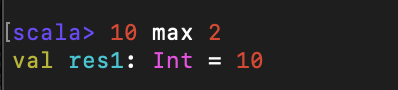 [scala> 10 max 2
val res1: Int = 10